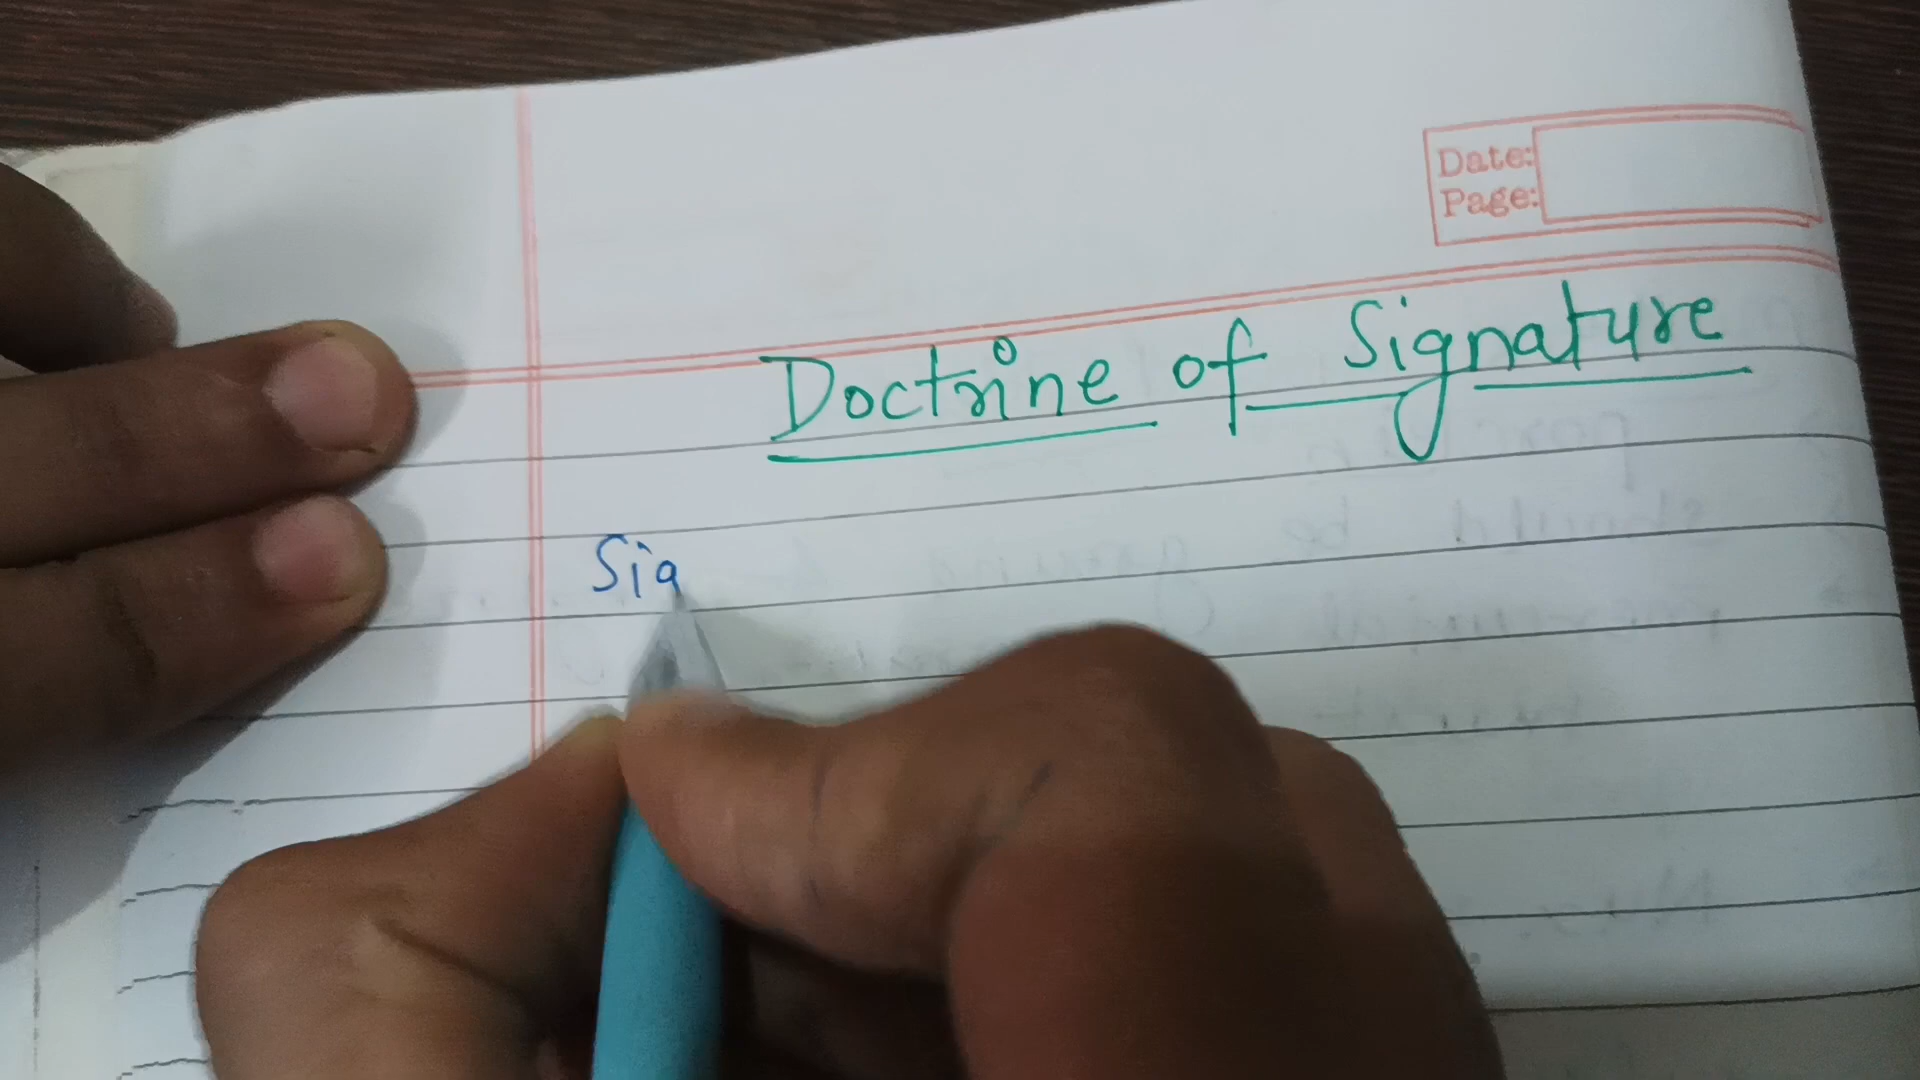 Date:
Page:
Doctrine of Signature
Sig